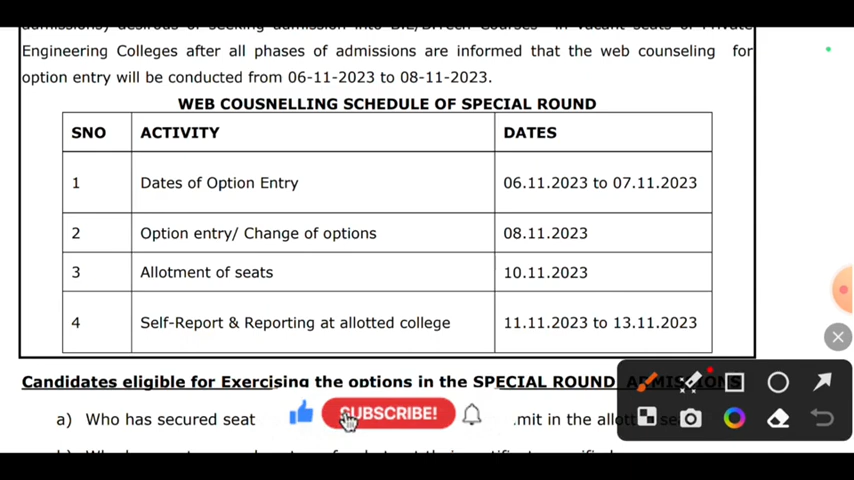 Engineering Colleges after all phases of admissions are informed that the web counseling for
option entry will be conducted from 06-11-2023 to 08-11-2023.
WEB COUSNELLING SCHEDULE OF SPECIAL ROUND
SNO ACTIVITY DATES
1 Dates of Option Entry 06.11.2023 to 07.11.2023
2 Option entry/ Change of options 08.11.2023
3 Allotment of seats 10.11.2023
4 Self-Report & Reporting at allotted college 11.11.2023 to 13.11.2023
Candidates eligible for Exercising the options in the SPECIAL ROUND ADMISSIONS
a) Who has secured seat
SUBSCRIBE!
in the